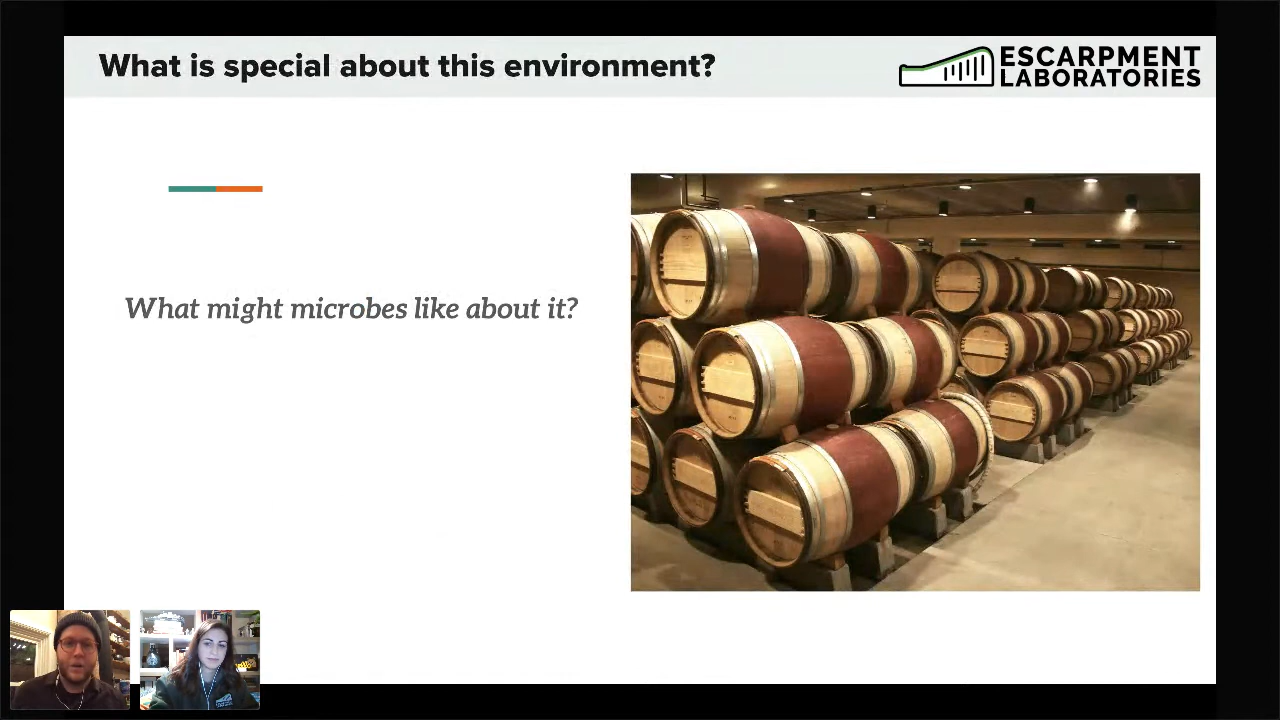 What is special about this environment?
ESCARPMENT
LABORATORIES
What might microbes like about it?